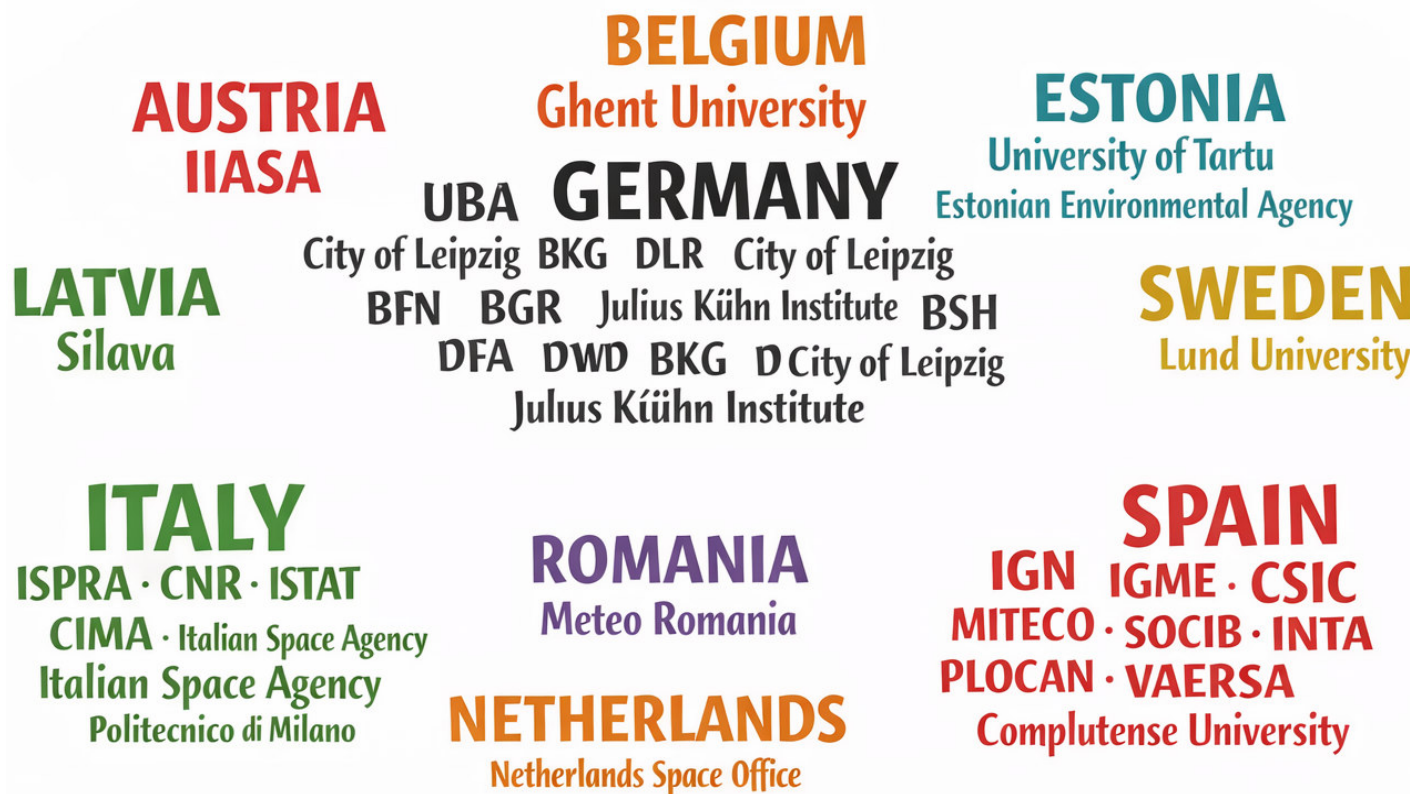 BELGIUM
Ghent University
AUSTRIA
IIASA
ESTONIA
University of Tartu
Estonian Environmental Agency
UBA GERMANY
City of Leipzig BKG DLR City of Leipzig
BFN BGR Julius Kühn Institute BSH
DFA DWD BKG D City of Leipzig
Julıus Kíühn Institute
LATVIA
Silava
SWEDEN
Lund University
ITALY
ISPRA · CNR · ISTAT
CIMA · Italian Space Agency
Italian Space Agency
Politecnico di Milano
ROMANIA
Meteo Romania
NETHERLANDS
Netherlands Space Office
SPAIN
IGN IGME · CSIC
MITECO · SOCIB · INTA
PLOCAN · VAERSA
Complutense University